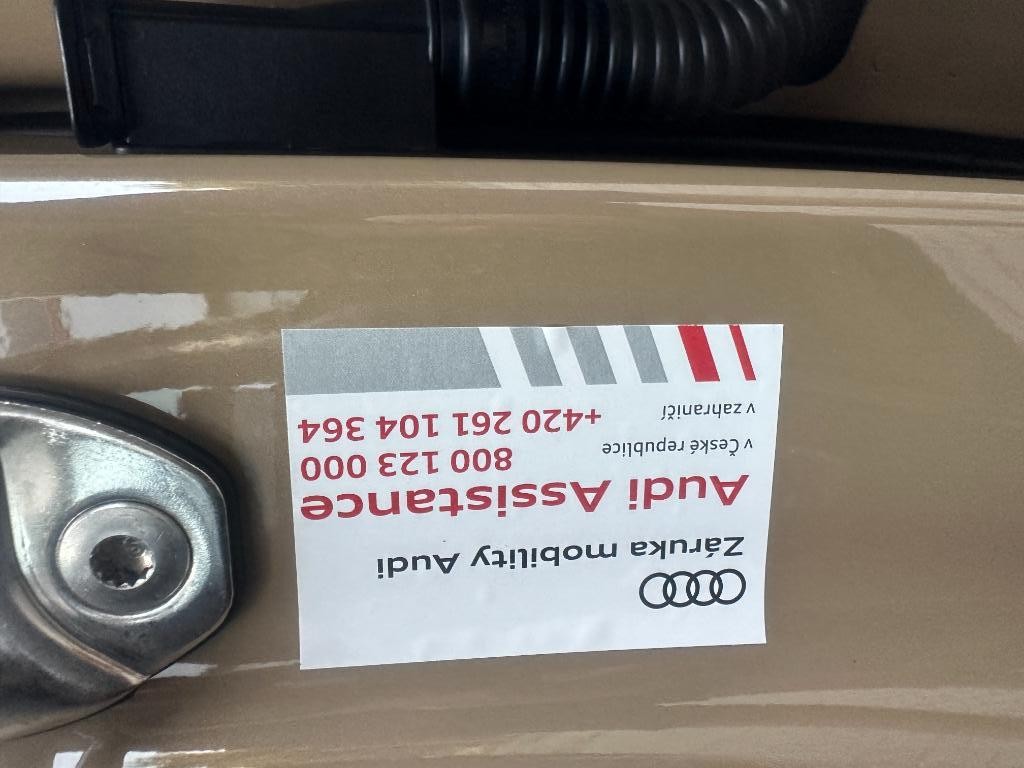 Záruka mobility Audi
Audi Assistance
v České republice 800 123 000
v zahraničí +420 261 104 364